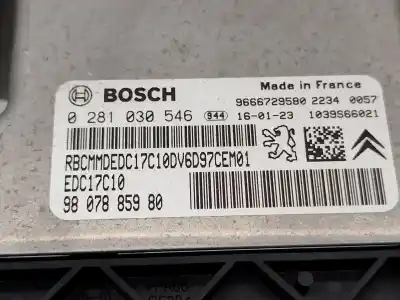 BOSCH
Made in France
9666729580 2234 0057
0 281 030 546 944 16-01-23 1039S66021
RBCMMDEDC17C10DV6D97CEM01
EDC17C10
98 078 859 80